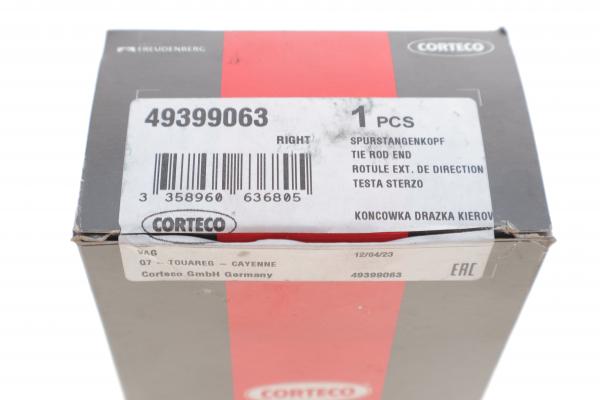 FREUDENBERG
CORTECO
49399063
1 PCS
RIGHT
SPURSTANGENKOPF
TIE ROD END
ROTULE EXT. DE DIRECTION
TESTA STERZO
3 358960 636805
CORTECO
KONCOWKA DRAZKA KIEROW
VAG
Q7 - TOUAREG - CAYENNE
12/04/23
Corteco GmbH Germany
49399063
EAC
CORTECO